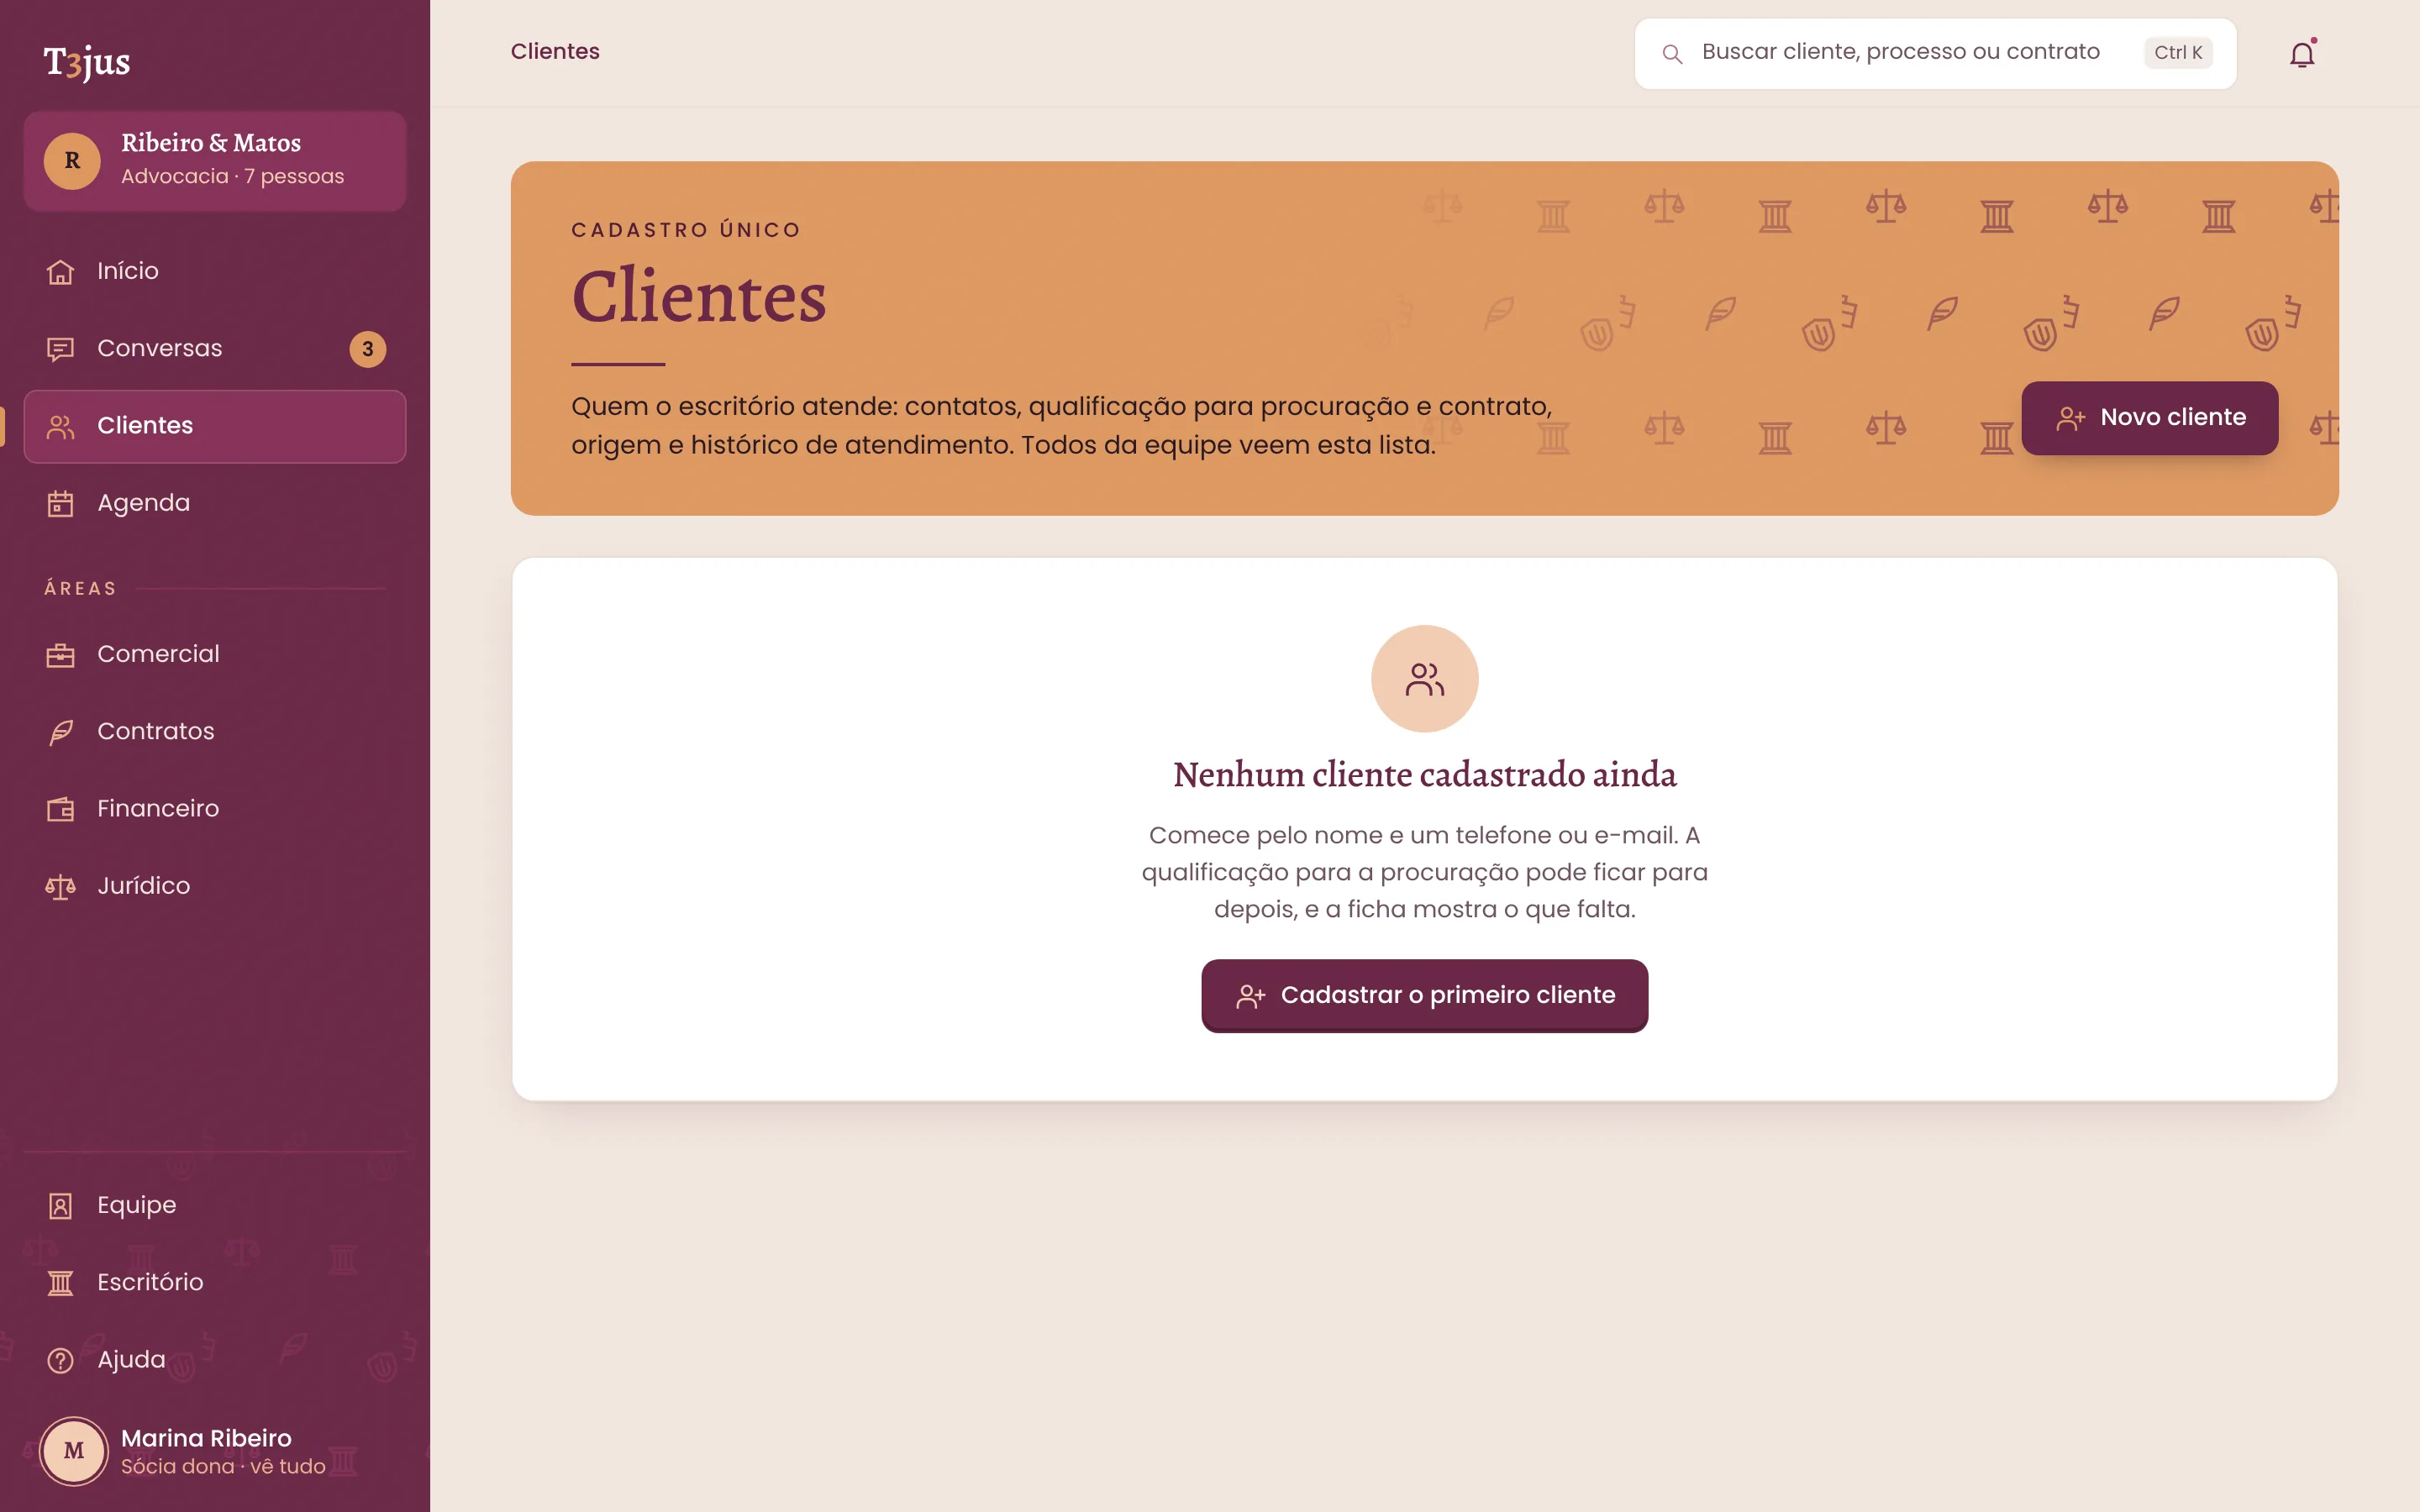 T3jus
R
Ribeiro & Matos
Advocacia · 7 pessoas
Início
Conversas
3
Clientes
Agenda
ÁREAS
Comercial
Contratos
Financeiro
Jurídico
Equipe
Escritório
Ajuda
M
Marina Ribeiro
Sócia dona · vê tudo
Clientes
Buscar cliente, processo ou contrato
Ctrl K
CADASTRO ÚNICO
Clientes
Quem o escritório atende: contatos, qualificação para procuração e contrato,
origem e histórico de atendimento. Todos da equipe veem esta lista.
Novo cliente
Nenhum cliente cadastrado ainda
Comece pelo nome e um telefone ou e-mail. A
qualificação para a procuração pode ficar para
depois, e a ficha mostra o que falta.
Cadastrar o primeiro cliente